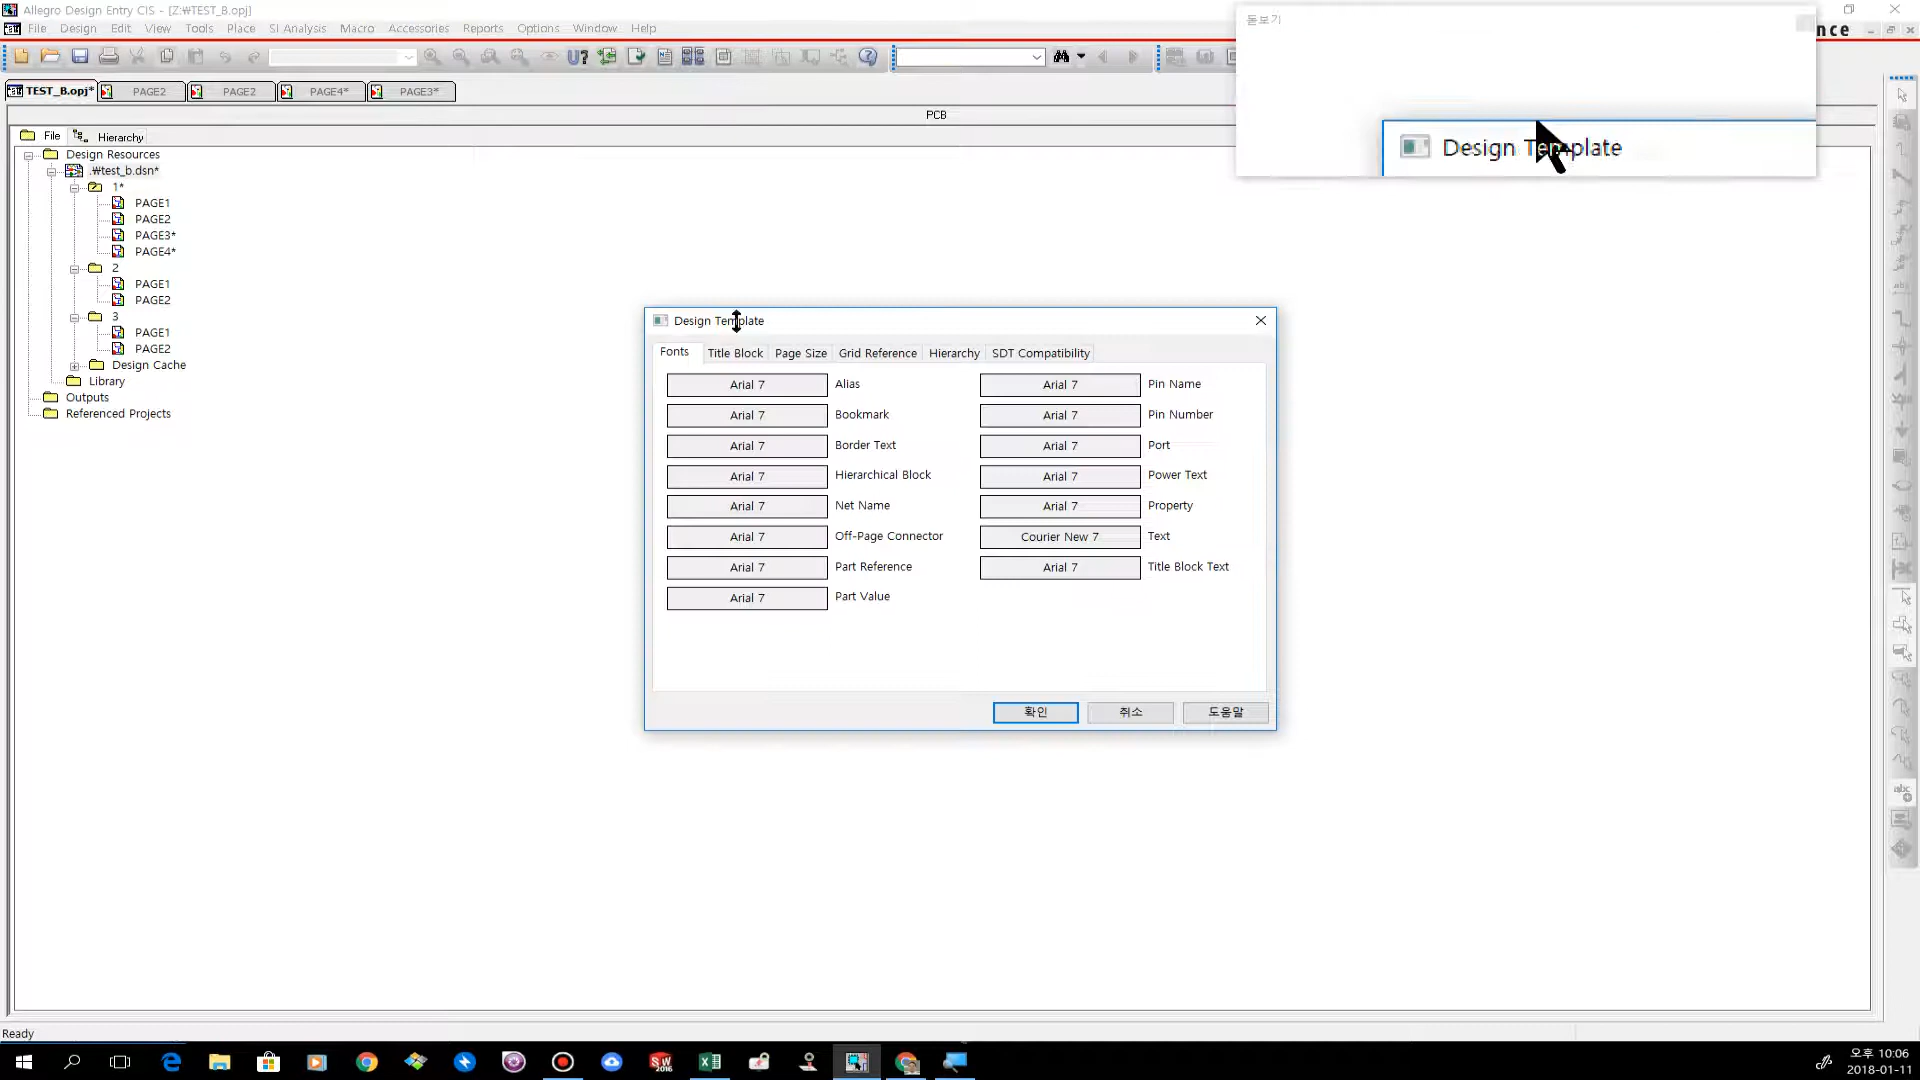 Allegro Design Entry CIS - [Z:₩TEST_B.opj]
File Design Edit View Tools Place SI Analysis Macro Accessories Reports Options Window Help
nce
돋보기
Design Template
TEST_B.opj* PAGE2 PAGE2 PAGE4* PAGE3*
PCB
File Hierarchy
Design Resources
.₩test_b.dsn*
1*
PAGE1
PAGE2
PAGE3*
PAGE4*
2
PAGE1
PAGE2
3
PAGE1
PAGE2
Design Cache
Library
Outputs
Referenced Projects
Design Template
Fonts Title Block Page Size Grid Reference Hierarchy SDT Compatibility
Arial 7 Alias Arial 7 Pin Name
Arial 7 Bookmark Arial 7 Pin Number
Arial 7 Border Text Arial 7 Port
Arial 7 Hierarchical Block Arial 7 Power Text
Arial 7 Net Name Arial 7 Property
Arial 7 Off-Page Connector Courier New 7 Text
Arial 7 Part Reference Arial 7 Title Block Text
Arial 7 Part Value
확인 취소 도움말
Ready
오후 10:06
2018-01-11